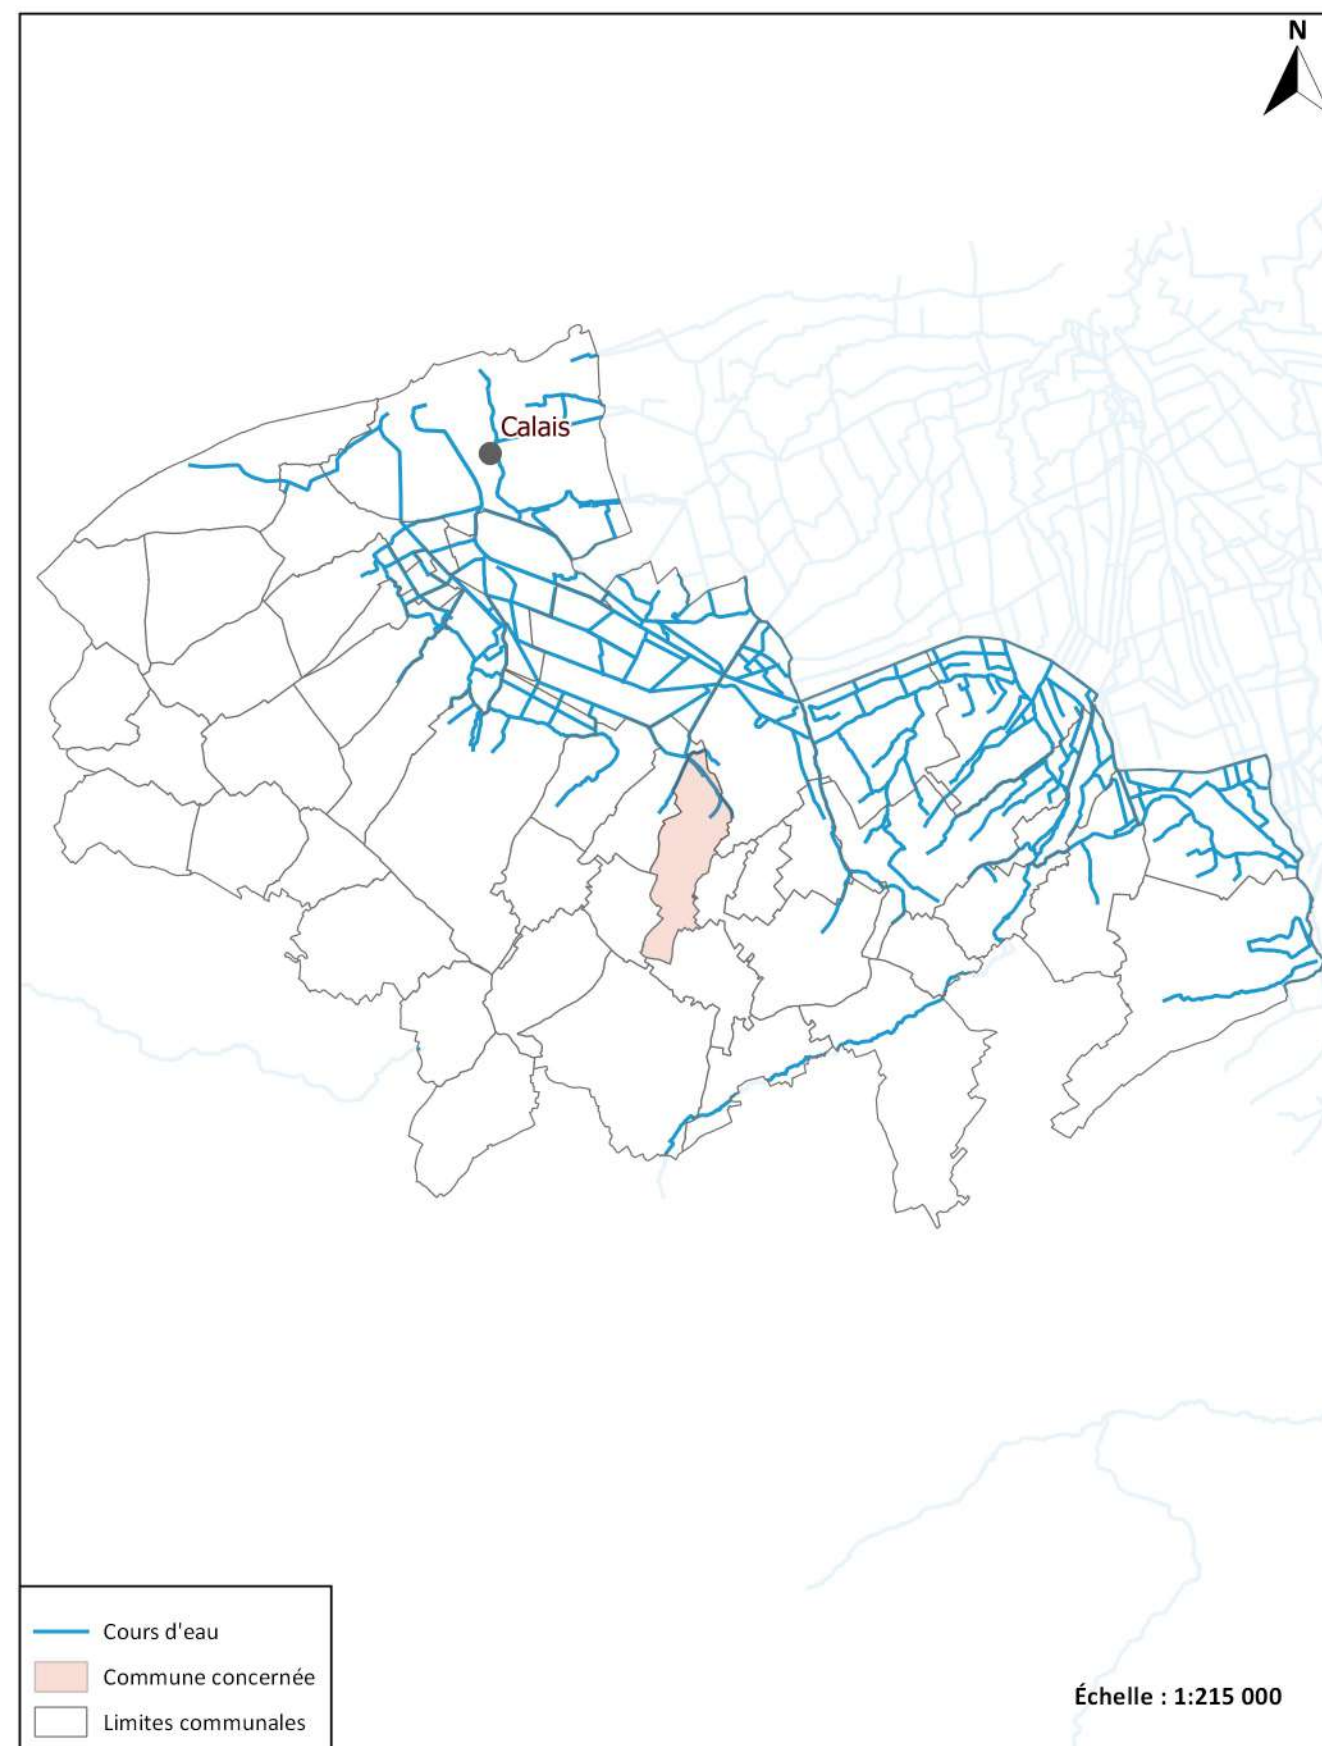 N
Calais
Cours d'eau
Commune concernée
Limites communales
Échelle : 1:215 000